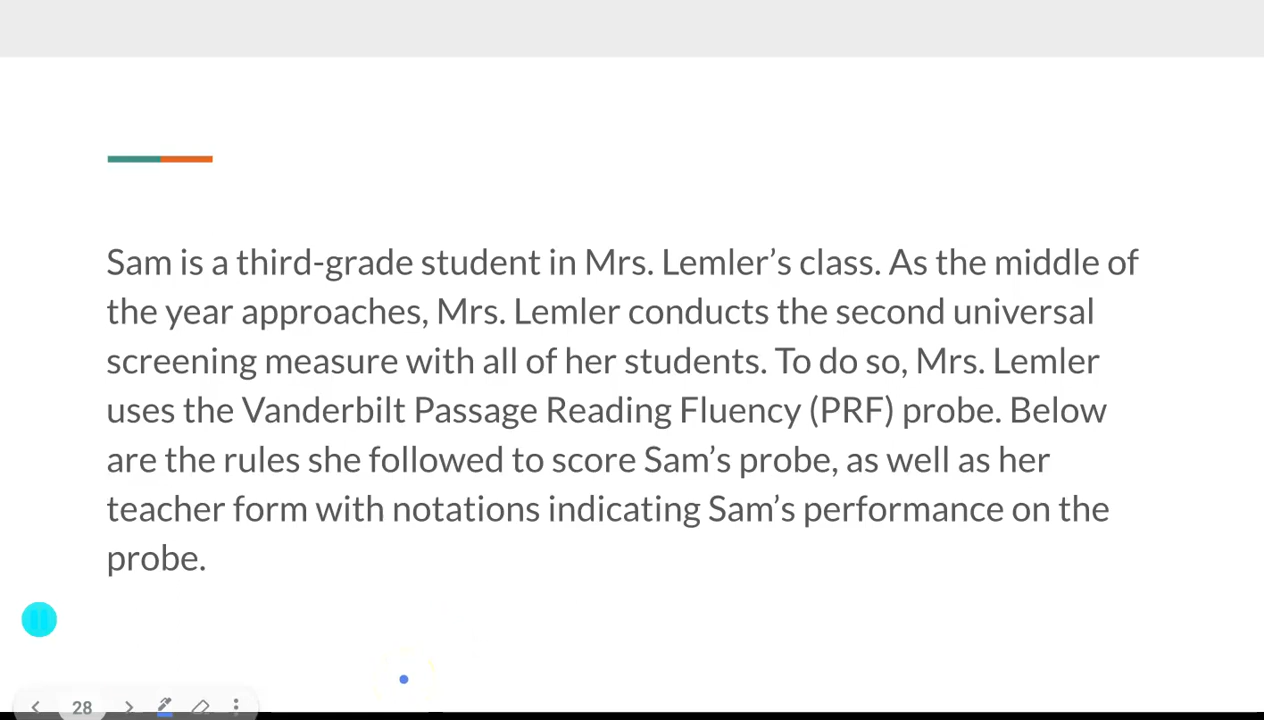 Sam is a third-grade student in Mrs. Lemler’s class. As the middle of
the year approaches, Mrs. Lemler conducts the second universal
screening measure with all of her students. To do so, Mrs. Lemler
uses the Vanderbilt Passage Reading Fluency (PRF) probe. Below
are the rules she followed to score Sam’s probe, as well as her
teacher form with notations indicating Sam’s performance on the
probe.
28